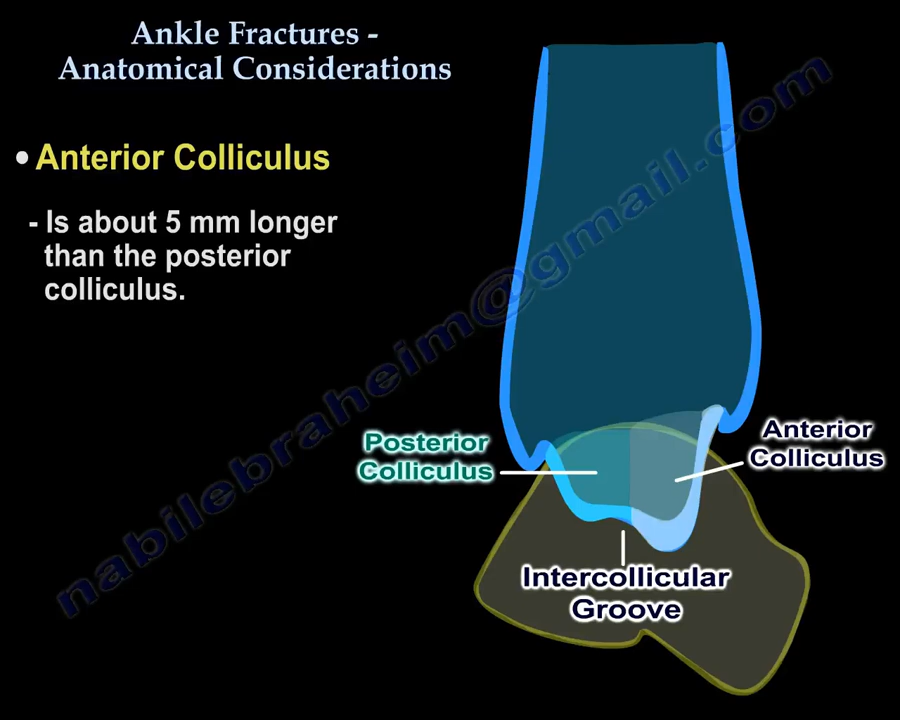 Ankle Fractures -
Anatomical Considerations
• Anterior Colliculus
- Is about 5 mm longer
than the posterior
colliculus.
Posterior
Colliculus
Anterior
Colliculus
Intercollicular
Groove
nabilebraheim@gmail.com